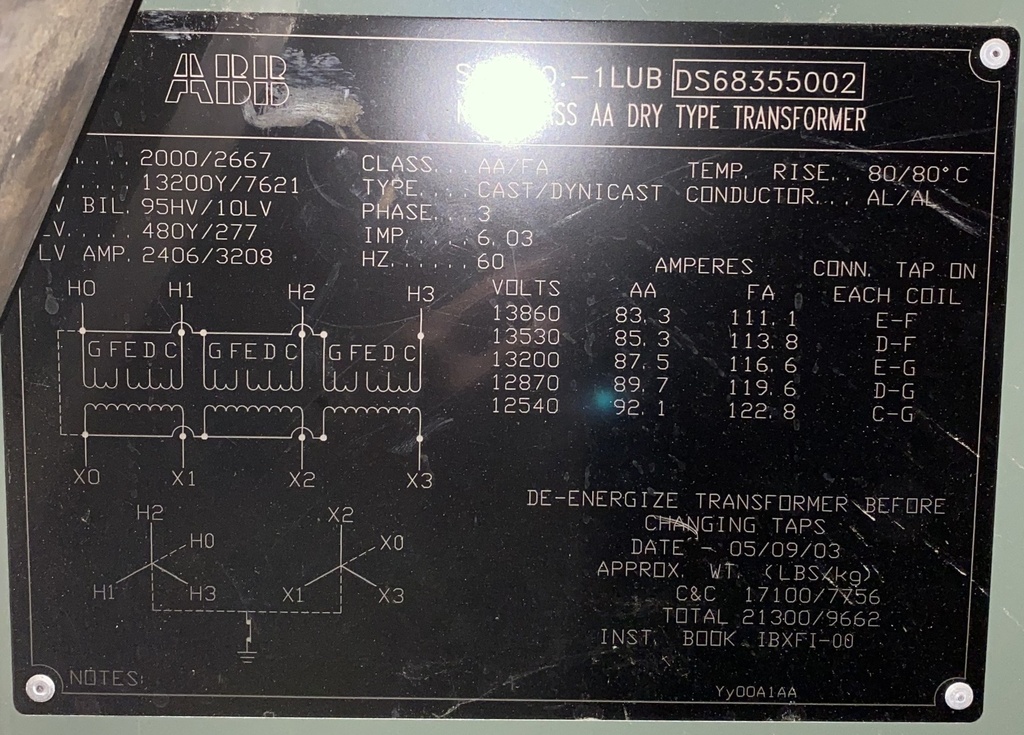 ABB
.-1LUB DS68355002
AA DRY TYPE TRANSFORMER
.... 2000/2667
..... 13200Y/7621
BIL. 95HV/10LV
LV..... 480Y/277
LV AMP. 2406/3208
CLASS... AA/FA
TYPE.... CAST/DYNICAST
PHASE... 3
IMP..... 6.03
HZ...... 60
TEMP. RISE.. 80/80°C
CONDUCTOR... AL/AL
AMPERES CONN. TAP ON
VOLTS AA FA EACH COIL
13860 83.3 111.1 E-F
13530 85.3 113.8 D-F
13200 87.5 116.6 E-G
12870 89.7 119.6 D-G
12540 92.1 122.8 C-G
H0 H1 H2 H3
G F E D C G F E D C G F E D C
X0 X1 X2 X3
H2 X2
H0 X0
H1 H3 X1 X3
DE-ENERGIZE TRANSFORMER BEFORE
CHANGING TAPS
DATE - 05/09/03
APPROX. WT. (LBS/kg)
C&C 17100/7756
TOTAL 21300/9662
INST. BOOK IBXFI-00
NOTES:
Yy00A1AA